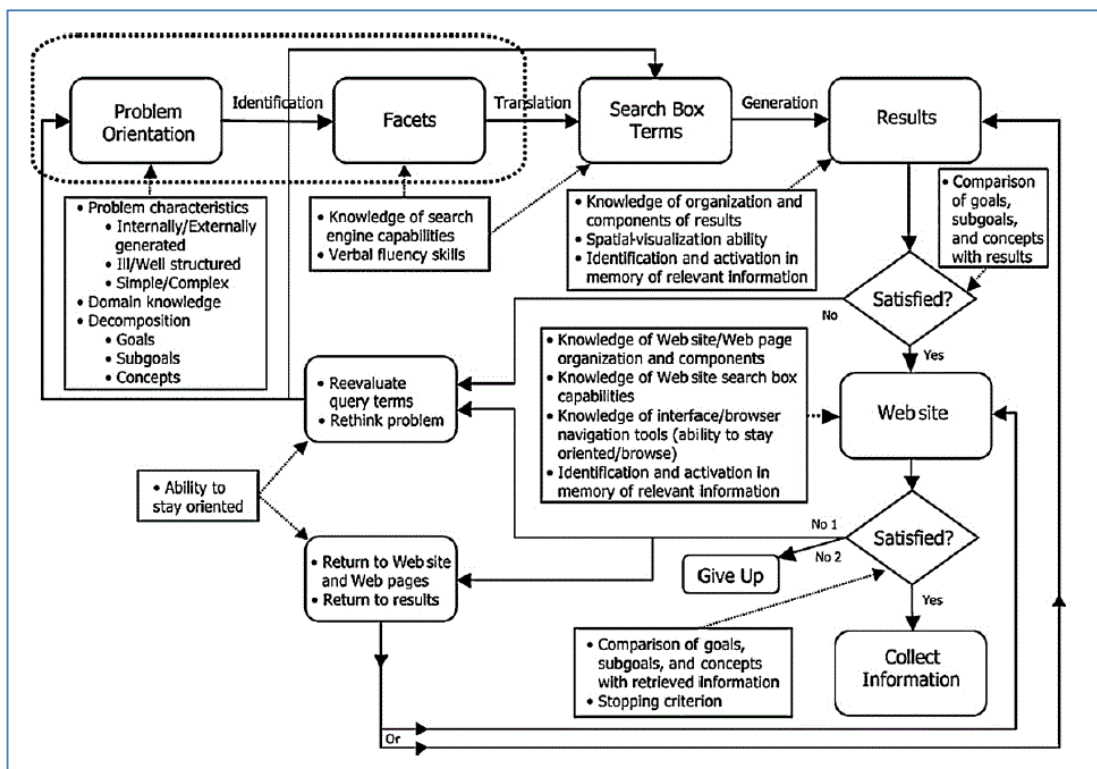 Problem
Orientation
Identification
Facets
Translation
Search Box
Terms
Generation
Results
• Problem characteristics
• Internally/Externally
generated
• Ill/Well structured
• Simple/Complex
• Domain knowledge
• Decomposition
• Goals
• Subgoals
• Concepts
• Knowledge of search
engine capabilities
• Verbal fluency skills
• Knowledge of organization and
components of results
• Spatial-visualization ability
• Identification and activation in
memory of relevant information
• Comparison
of goals,
subgoals,
and concepts
with results
Satisfied?
No
Yes
• Reevaluate
query terms
• Rethink problem
• Knowledge of Web site/Web page
organization and components
• Knowledge of Web site search box
capabilities
• Knowledge of interface/browser
navigation tools (ability to stay
oriented/browse)
• Identification and activation in
memory of relevant information
Web site
• Ability to
stay oriented
• Return to Web site
and Web pages
• Return to results
No 1
No 2
Satisfied?
Give Up
Yes
• Comparison of goals,
subgoals, and concepts
with retrieved information
• Stopping criterion
Collect
Information
Or